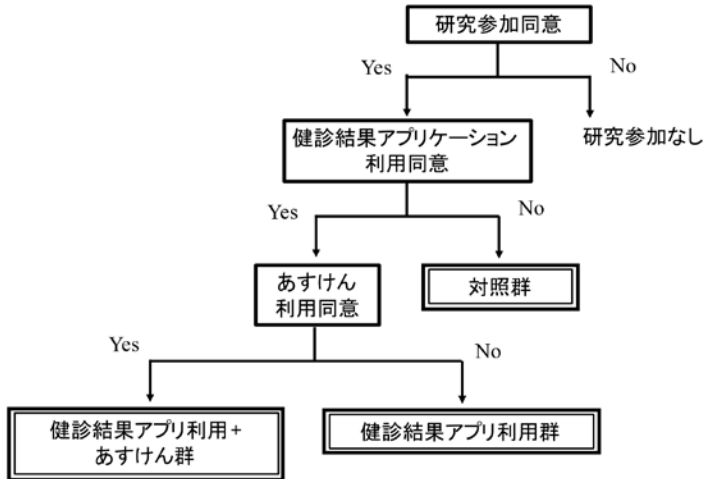 研究参加同意
Yes
No
健診結果アプリケーション
利用同意
研究参加なし
Yes
No
あすけん
利用同意
対照群
Yes
No
健診結果アプリ利用+
あすけん群
健診結果アプリ利用群